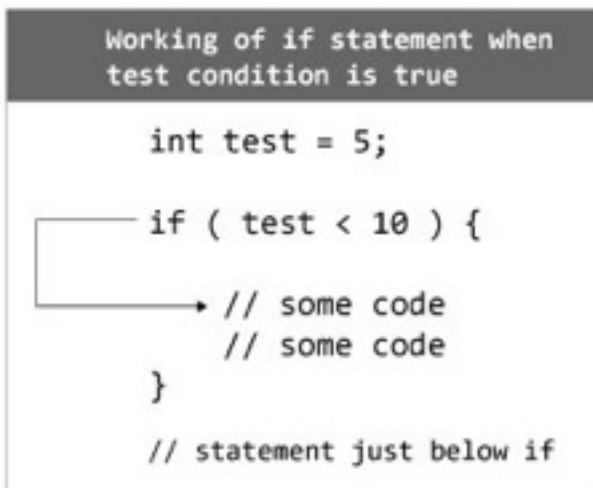 Working of if statement when
test condition is true
int test = 5;
if ( test < 10 ) {
// some code
// some code
}
// statement just below if